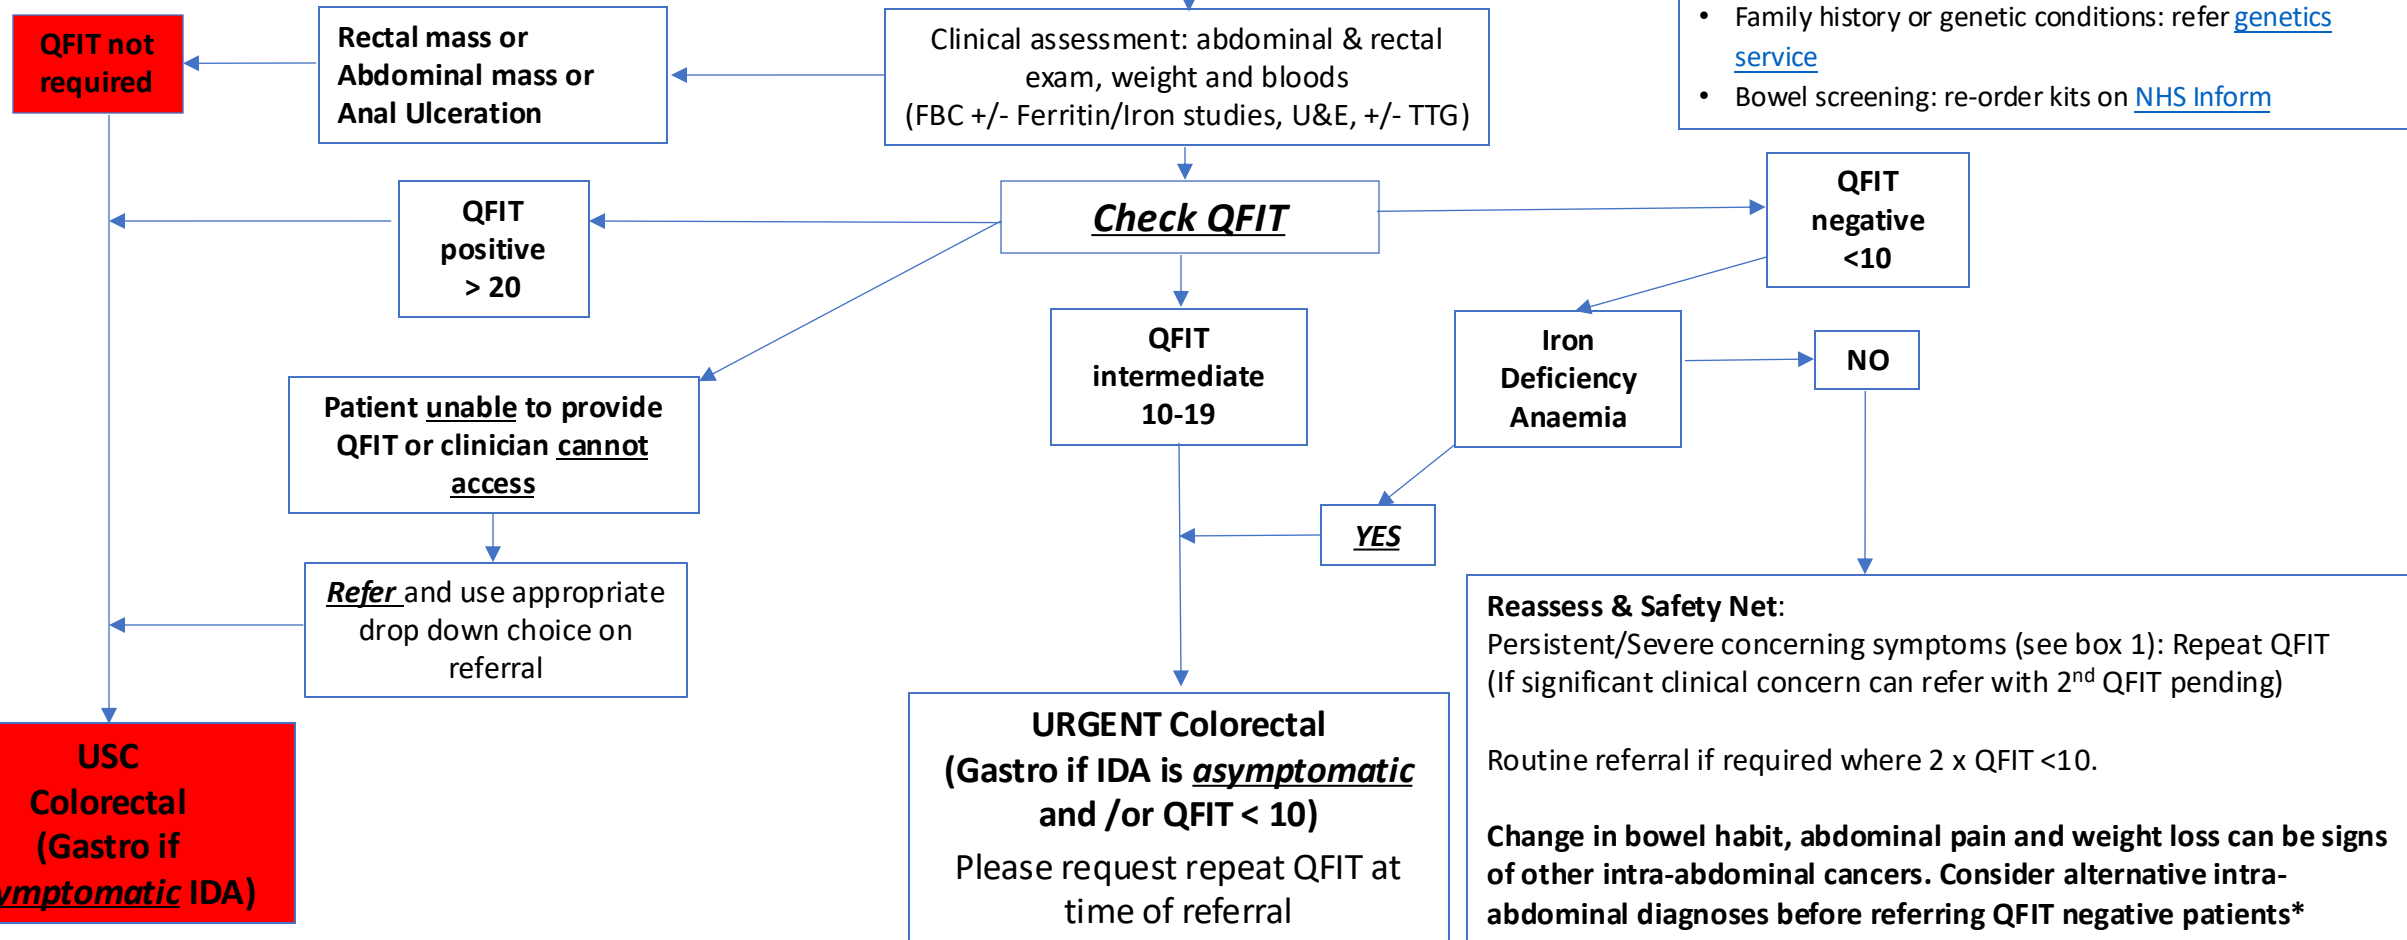 QFIT not
required
Rectal mass or
Abdominal mass or
Anal Ulceration
Clinical assessment: abdominal & rectal
exam, weight and bloods
(FBC +/- Ferritin/Iron studies, U&E, +/- TTG)
• Family history or genetic conditions: refer genetics
service
• Bowel screening: re-order kits on NHS Inform
QFIT
positive
> 20
Check QFIT
QFIT
negative
<10
QFIT
intermediate
10-19
Iron
Deficiency
Anaemia
NO
Patient unable to provide
QFIT or clinician cannot
access
YES
Refer and use appropriate
drop down choice on
referral
USC
Colorectal
(Gastro if
ymptomatic IDA)
URGENT Colorectal
(Gastro if IDA is asymptomatic
and /or QFIT < 10)
Please request repeat QFIT at
time of referral
Reassess & Safety Net:
Persistent/Severe concerning symptoms (see box 1): Repeat QFIT
(If significant clinical concern can refer with 2nd QFIT pending)
Routine referral if required where 2 x QFIT <10.
Change in bowel habit, abdominal pain and weight loss can be signs
of other intra-abdominal cancers. Consider alternative intra-
abdominal diagnoses before referring QFIT negative patients*